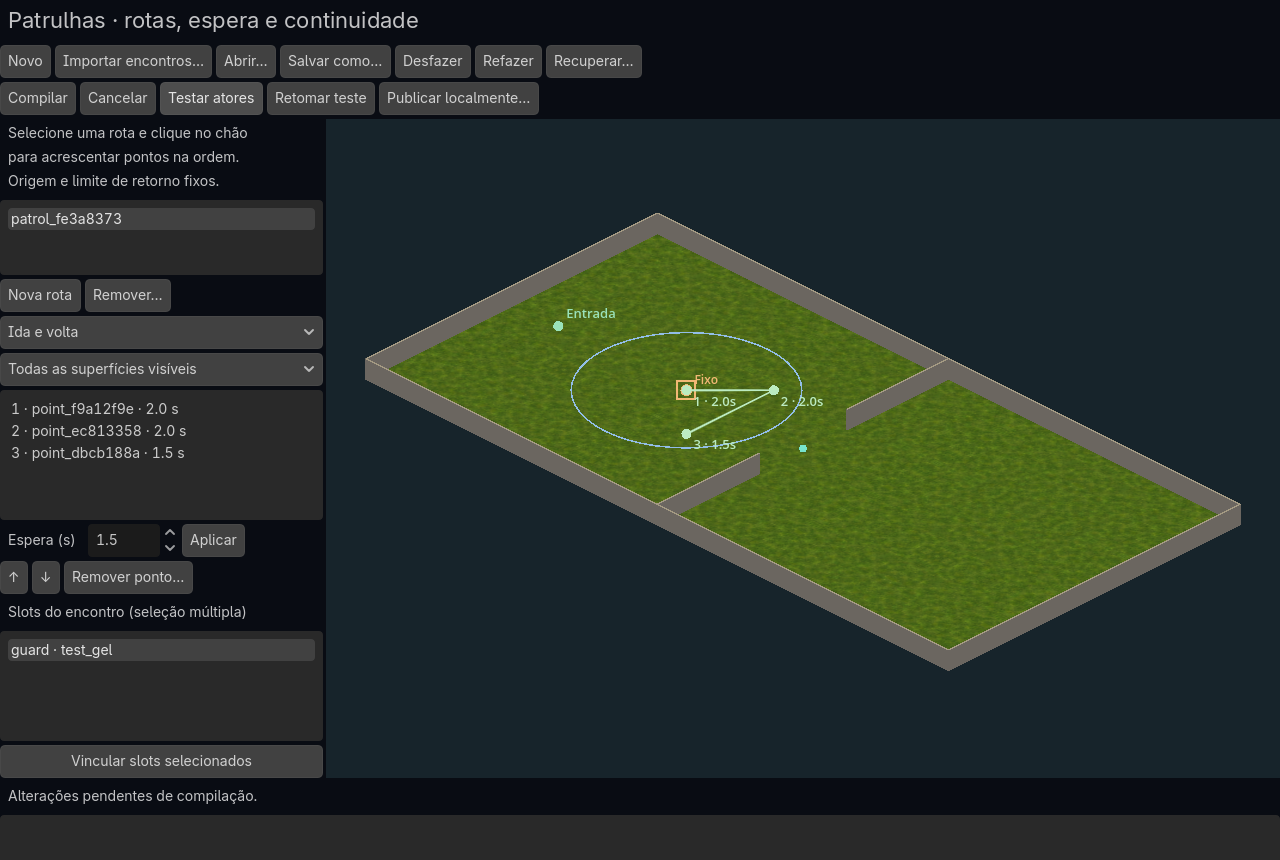 Patrulhas · rotas, espera e continuidade
Novo Importar encontros... Abrir... Salvar como... Desfazer Refazer Recuperar...
Compilar Cancelar Testar atores Retomar teste Publicar localmente...
Selecione uma rota e clique no chão
para acrescentar pontos na ordem.
Origem e limite de retorno fixos.
patrol_fe3a8373
Nova rota Remover...
Ida e volta
Todas as superfícies visíveis
1 · point_f9a12f9e · 2.0 s
2 · point_ec813358 · 2.0 s
3 · point_dbcb188a · 1.5 s
Espera (s) 1.5 Aplicar
↑ ↓ Remover ponto...
Slots do encontro (seleção múltipla)
guard · test_gel
Vincular slots selecionados
Entrada
Fixo
1 · 2.0s
2 · 2.0s
3 · 1.5s
Alterações pendentes de compilação.